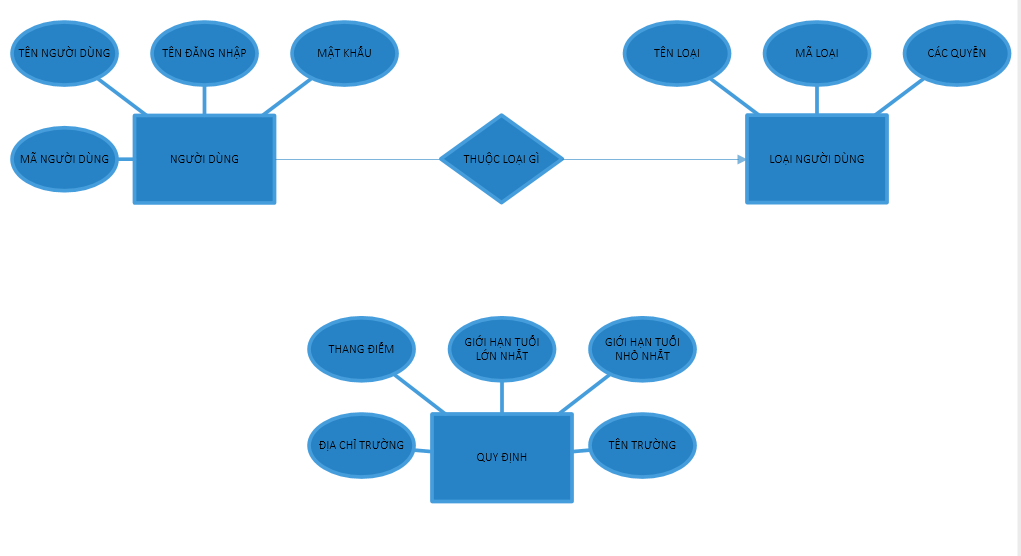 TÊN NGƯỜI DÙNG
TÊN ĐĂNG NHẬP
MẬT KHẨU
TÊN LOẠI
MÃ LOẠI
CÁC QUYỀN
MÃ NGƯỜI DÙNG
NGƯỜI DÙNG
THUỘC LOẠI GÌ
LOẠI NGƯỜI DÙNG
THANG ĐIỂM
GIỚI HẠN TUỔI
LỚN NHẤT
GIỚI HẠN TUỔI
NHỎ NHẤT
ĐỊA CHỈ TRƯỜNG
QUY ĐỊNH
TÊN TRƯỜNG